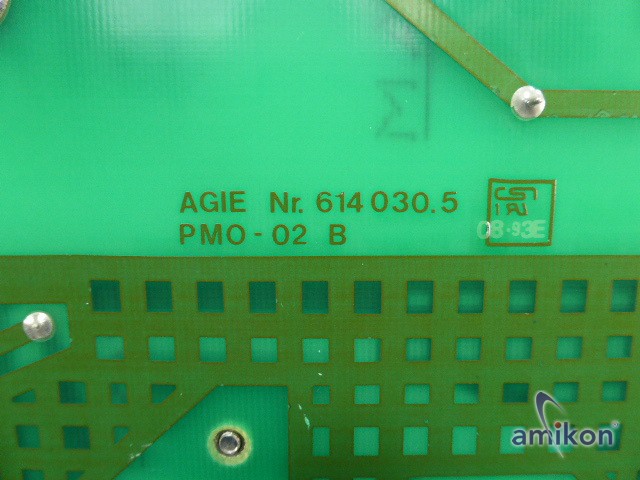 AGIE Nr. 614 030.5
PMO - 02 B
08-93E
amikon